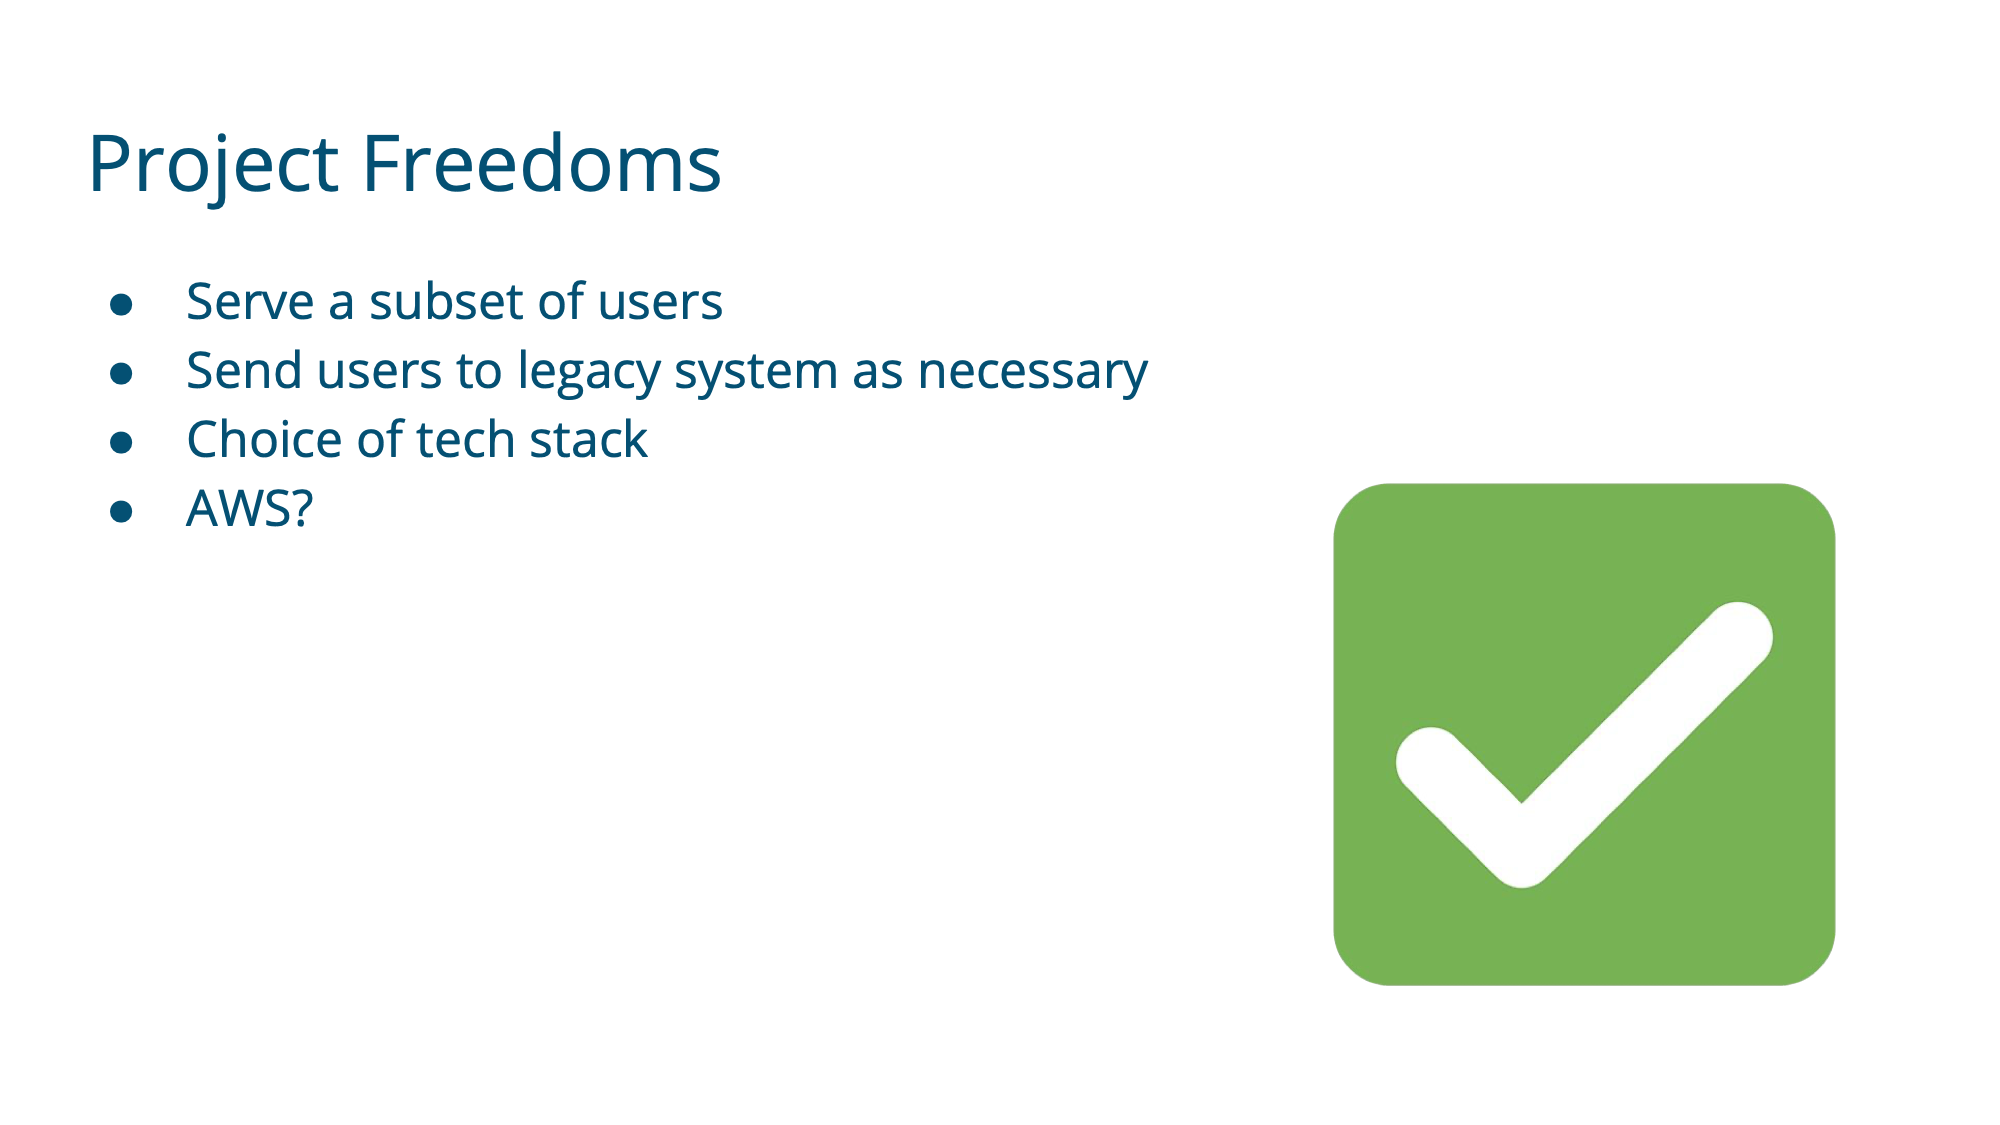 Project Freedoms
● Serve a subset of users
● Send users to legacy system as necessary
● Choice of tech stack
● AWS?